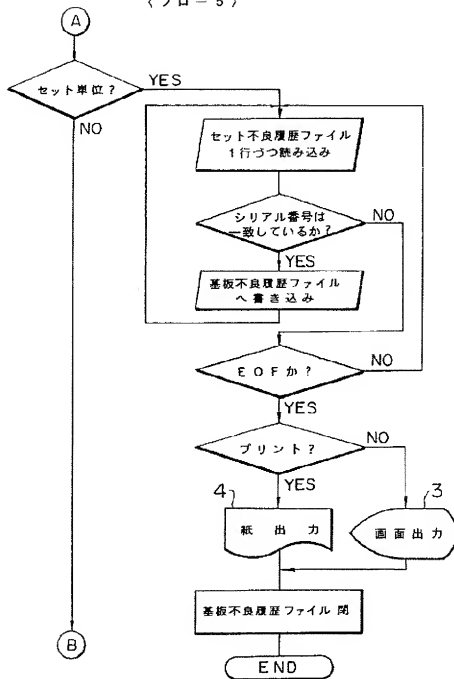 〈フロー5〉
A
セット単位?
YES
NO
セット不良履歴ファイル
1行づつ読み込み
シリアル番号は
一致しているか?
NO
YES
基板不良履歴ファイル
へ書き込み
EOFか?
NO
YES
プリント?
NO
YES
4
紙出力
3
画面出力
基板不良履歴ファイル閉
B
END